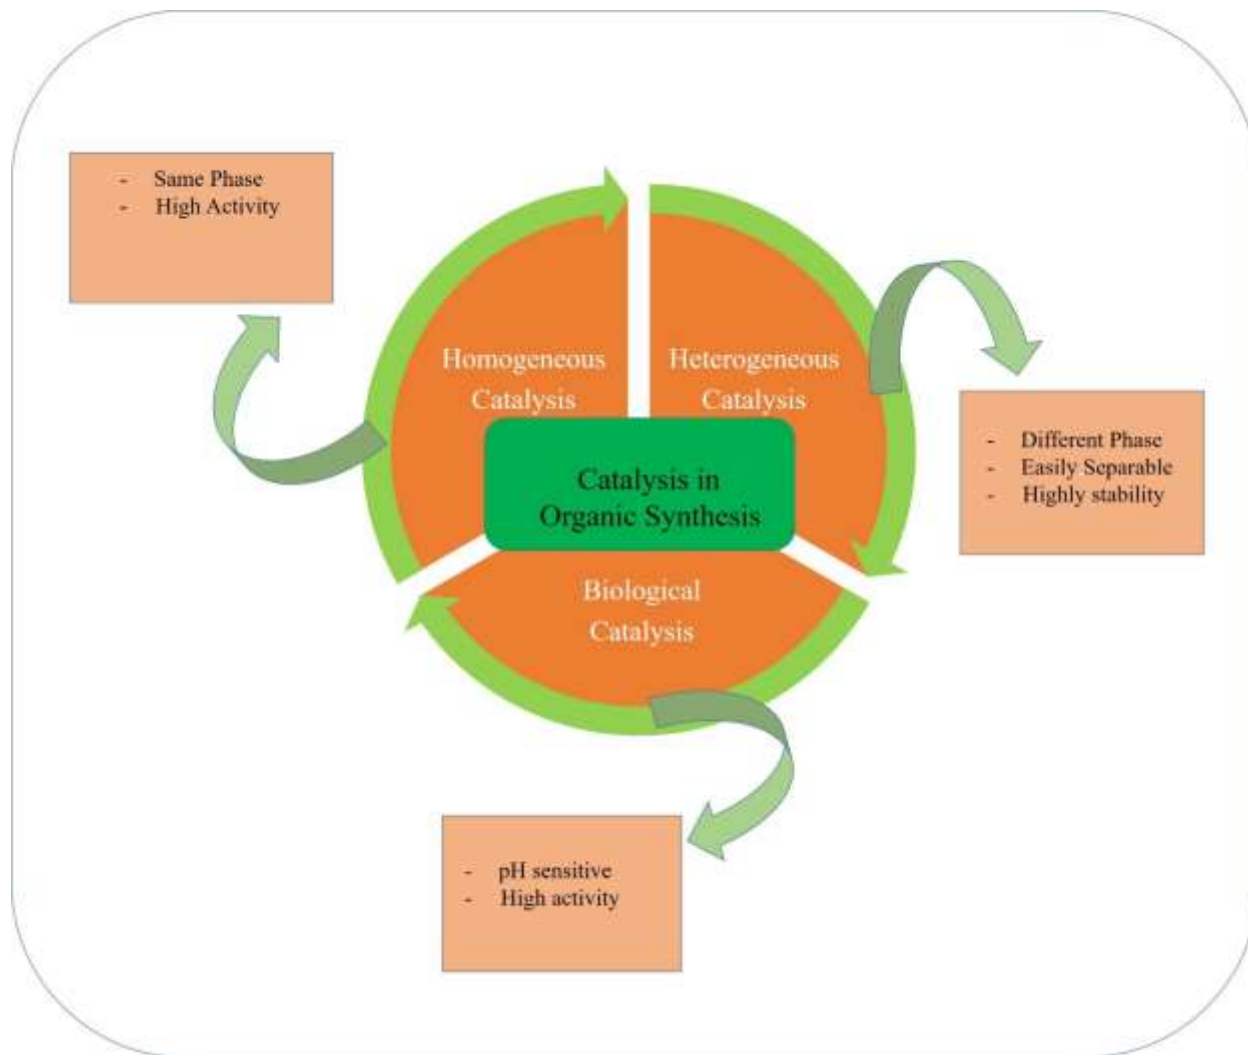 - Same Phase
- High Activity
Homogeneous
Catalysis
Heterogeneous
Catalysis
- Different Phase
- Easily Separable
- Highly stability
Catalysis in
Organic Synthesis
Biological
Catalysis
- pH sensitive
- High activity